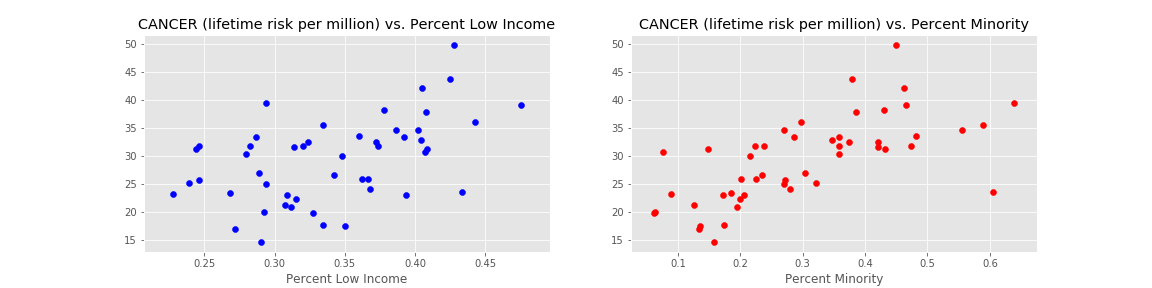 CANCER (lifetime risk per million) vs. Percent Low Income
50
45
40
35
30
25
20
15
0.25 0.30 0.35 0.40 0.45
Percent Low Income
CANCER (lifetime risk per million) vs. Percent Minority
50
45
40
35
30
25
20
15
0.1 0.2 0.3 0.4 0.5 0.6
Percent Minority